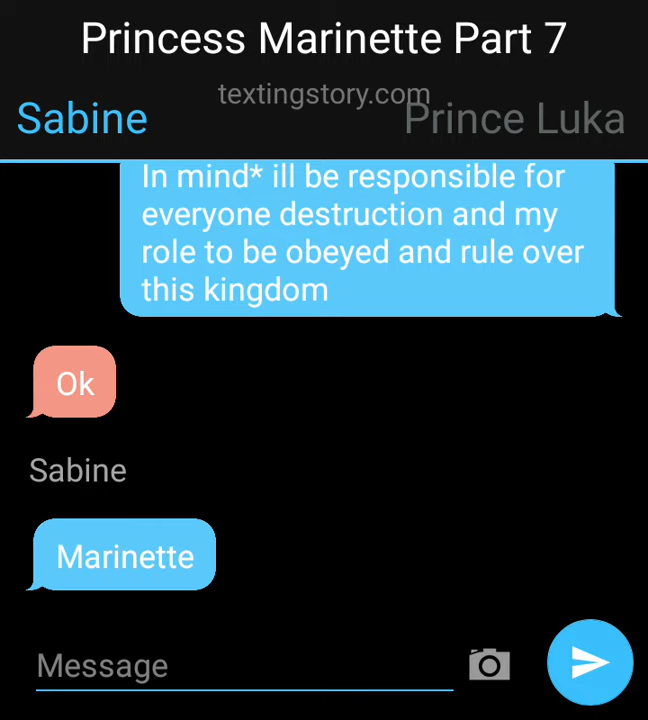 Princess Marinette Part 7
textingstory.com
Sabine
Prince Luka
In mind* ill be responsible for
everyone destruction and my
role to be obeyed and rule over
this kingdom
Ok
Sabine
Marinette
Message